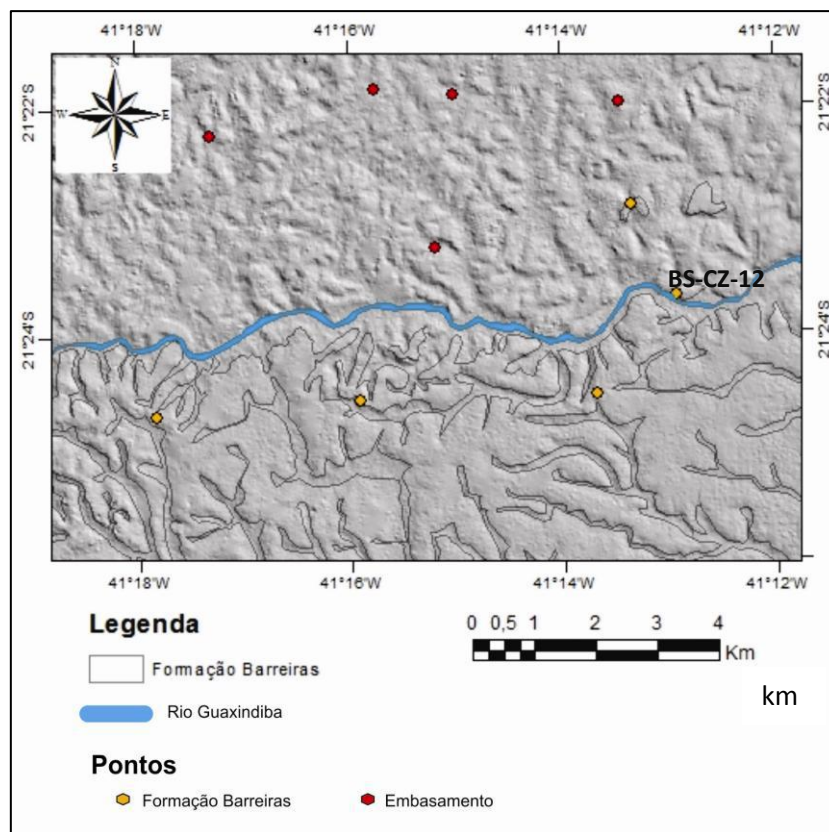 41°18'W 41°16'W 41°14'W 41°12'W
N
W E
S
21°22'S 21°22'S
BS-CZ-12
21°24'S 21°24'S
41°18'W 41°16'W 41°14'W 41°12'W
Legenda
0 0,5 1 2 3 4
Km
Formação Barreiras
km
Rio Guaxindiba
Pontos
Formação Barreiras Embasamento